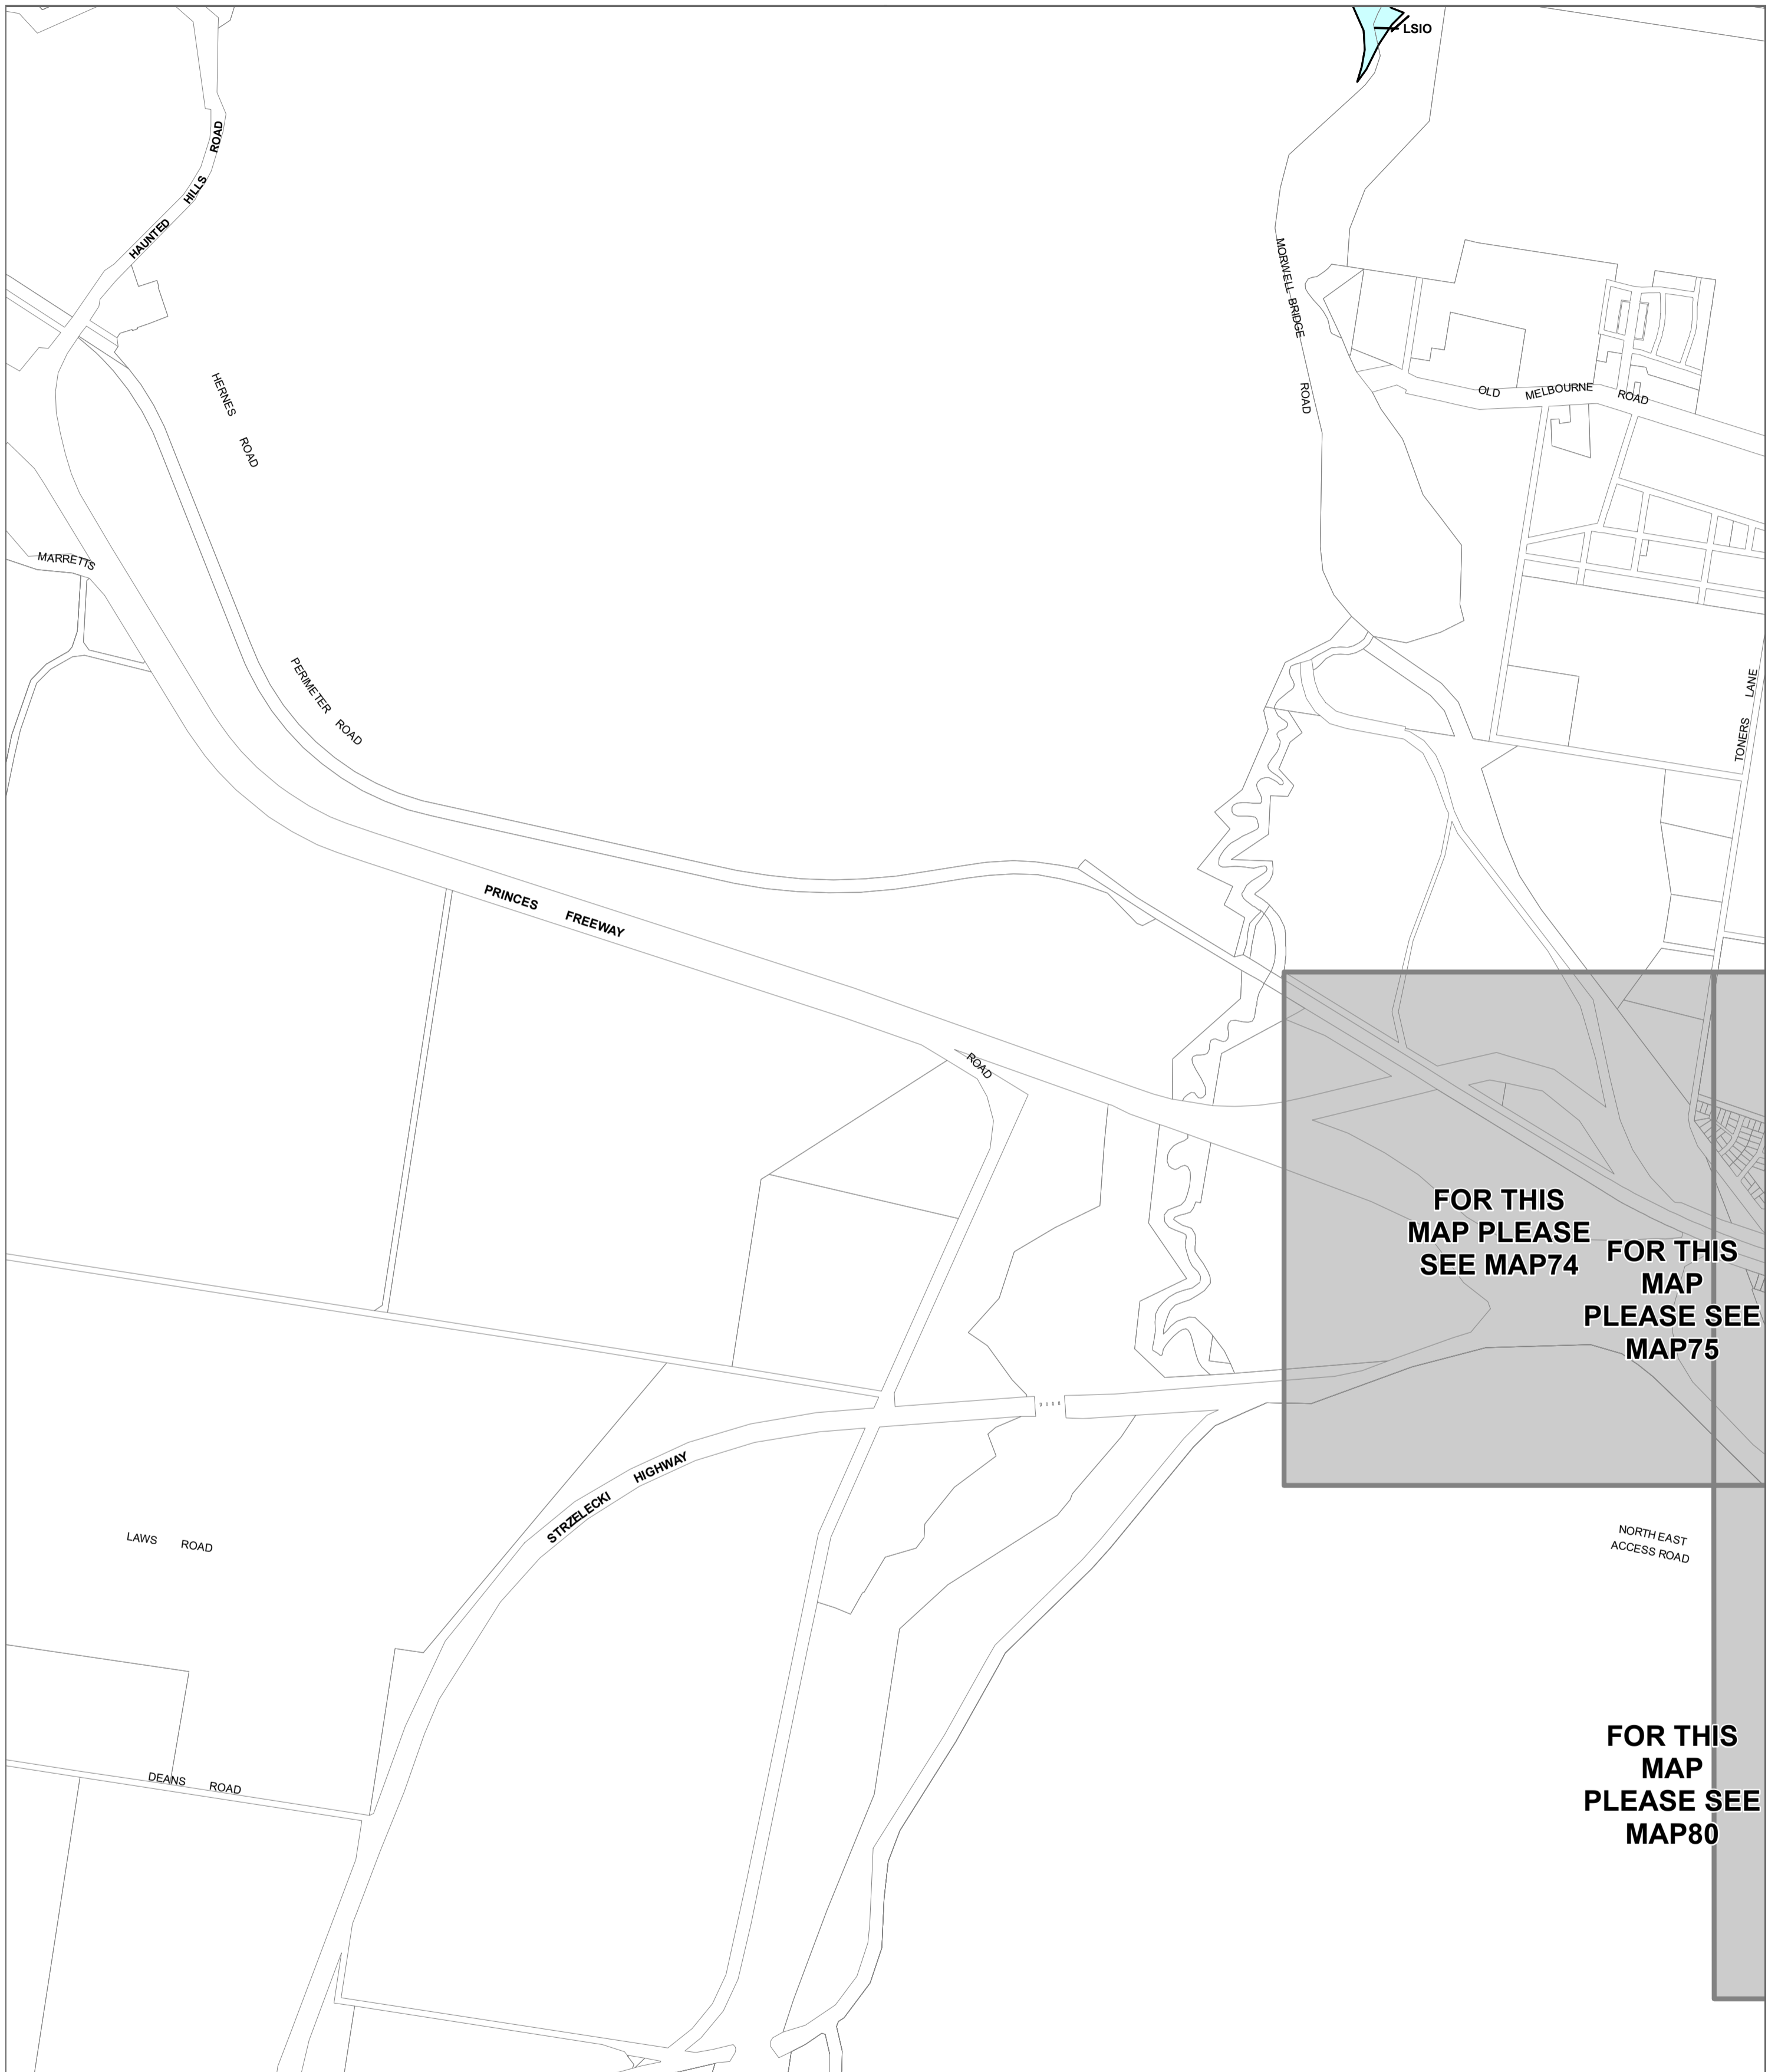 LSIO
HAUNTED HILLS ROAD
MORWELL BRIDGE ROAD
HERNES ROAD
OLD MELBOURNE ROAD
MARRETTS
PERIMETER ROAD
TONERS LANE
PRINCES FREEWAY
ROAD
FOR THIS
MAP PLEASE
SEE MAP74
FOR THIS
MAP
PLEASE SEE
MAP75
STRZELECKI HIGHWAY
LAWS ROAD
NORTH EAST
ACCESS ROAD
FOR THIS
MAP
PLEASE SEE
MAP80
DEANS ROAD